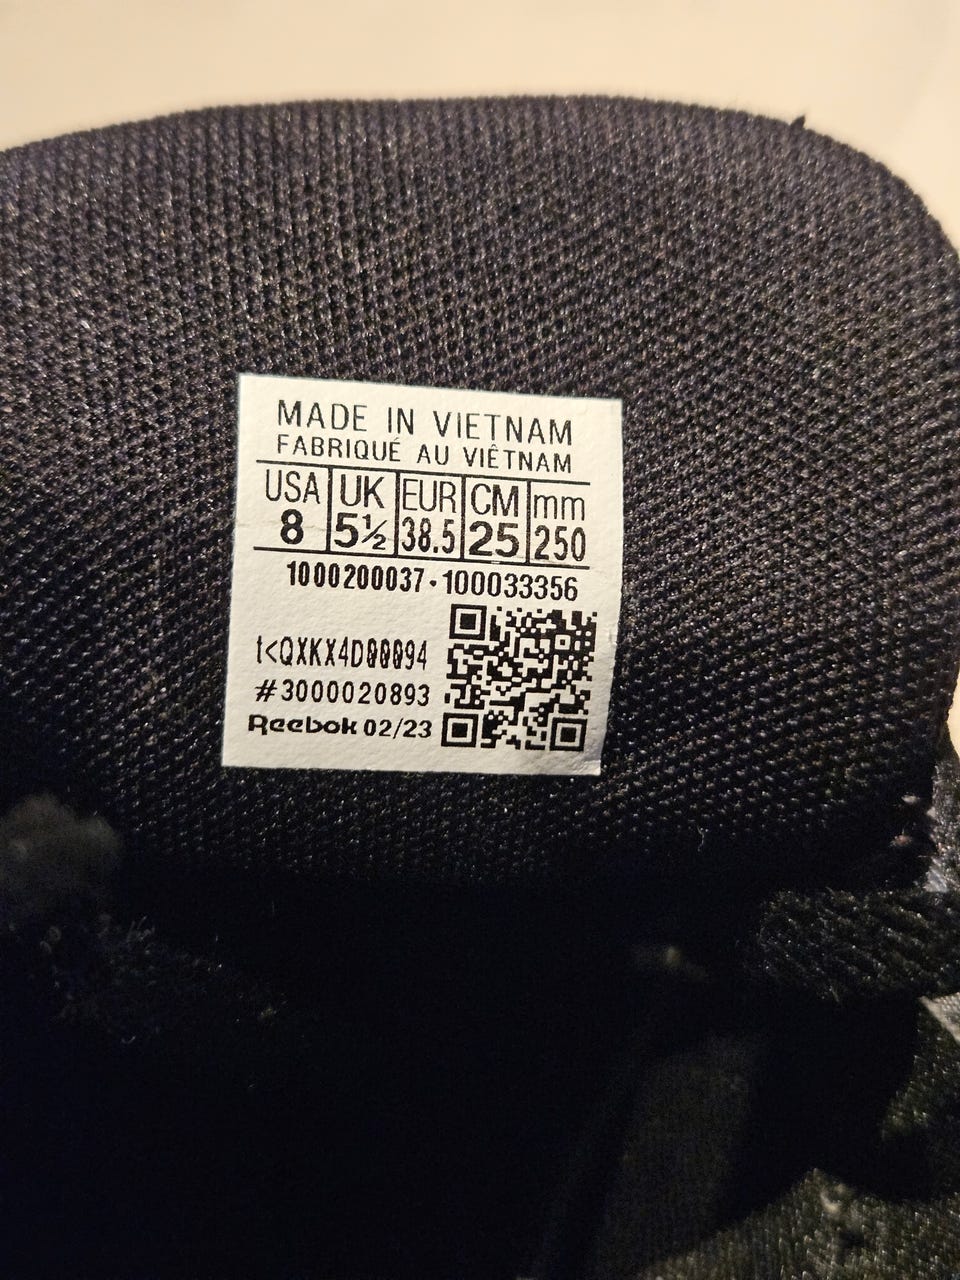 MADE IN VIETNAM
FABRIQUÉ AU VIÊTNAM
USA UK EUR CM mm
8 5½ 38.5 25 250
1000200037 • 100033356
t<QXKX4D00094
#3000020893
Reebok 02/23